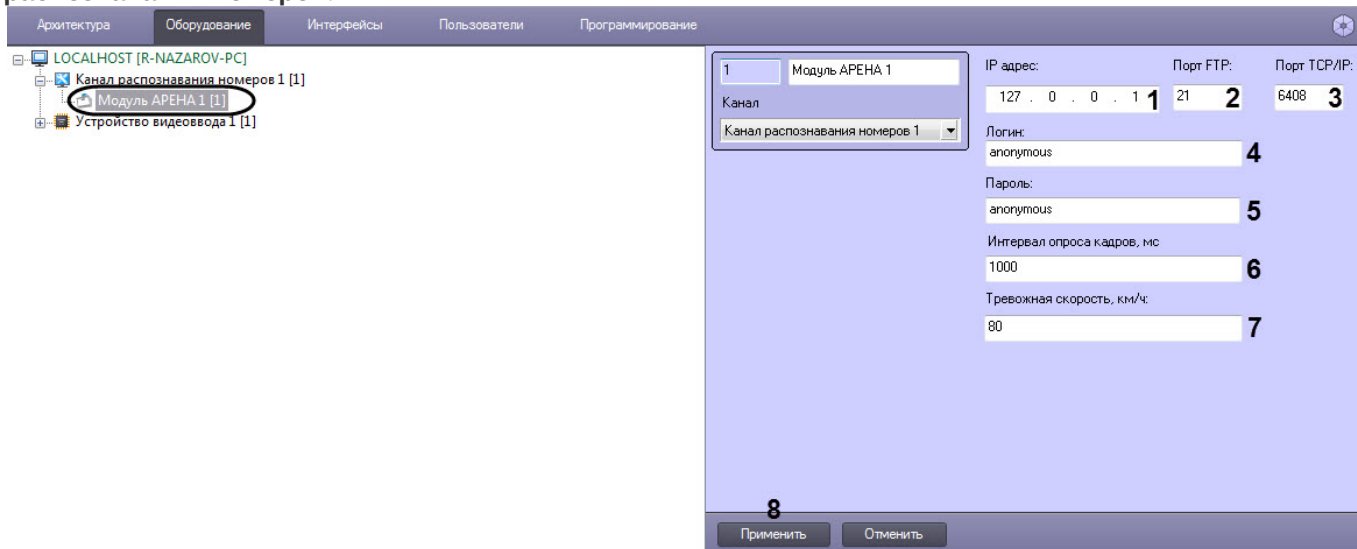 Архитектура Оборудование Интерфейсы Пользователи Программирование
LOCALHOST [R-NAZAROV-PC]
Канал распознавания номеров 1 [1]
Модуль АРЕНА 1 [1]
Устройство видеоввода 1 [1]
1 Модуль АРЕНА 1
Канал
Канал распознавания номеров 1
IP адрес: Порт FTP: Порт TCP/IP:
127 . 0 . 0 . 1 1 21 2 6408 3
Логин:
anonymous 4
Пароль:
anonymous 5
Интервал опроса кадров, мс
1000 6
Тревожная скорость, км/ч:
80 7
8
Применить Отменить